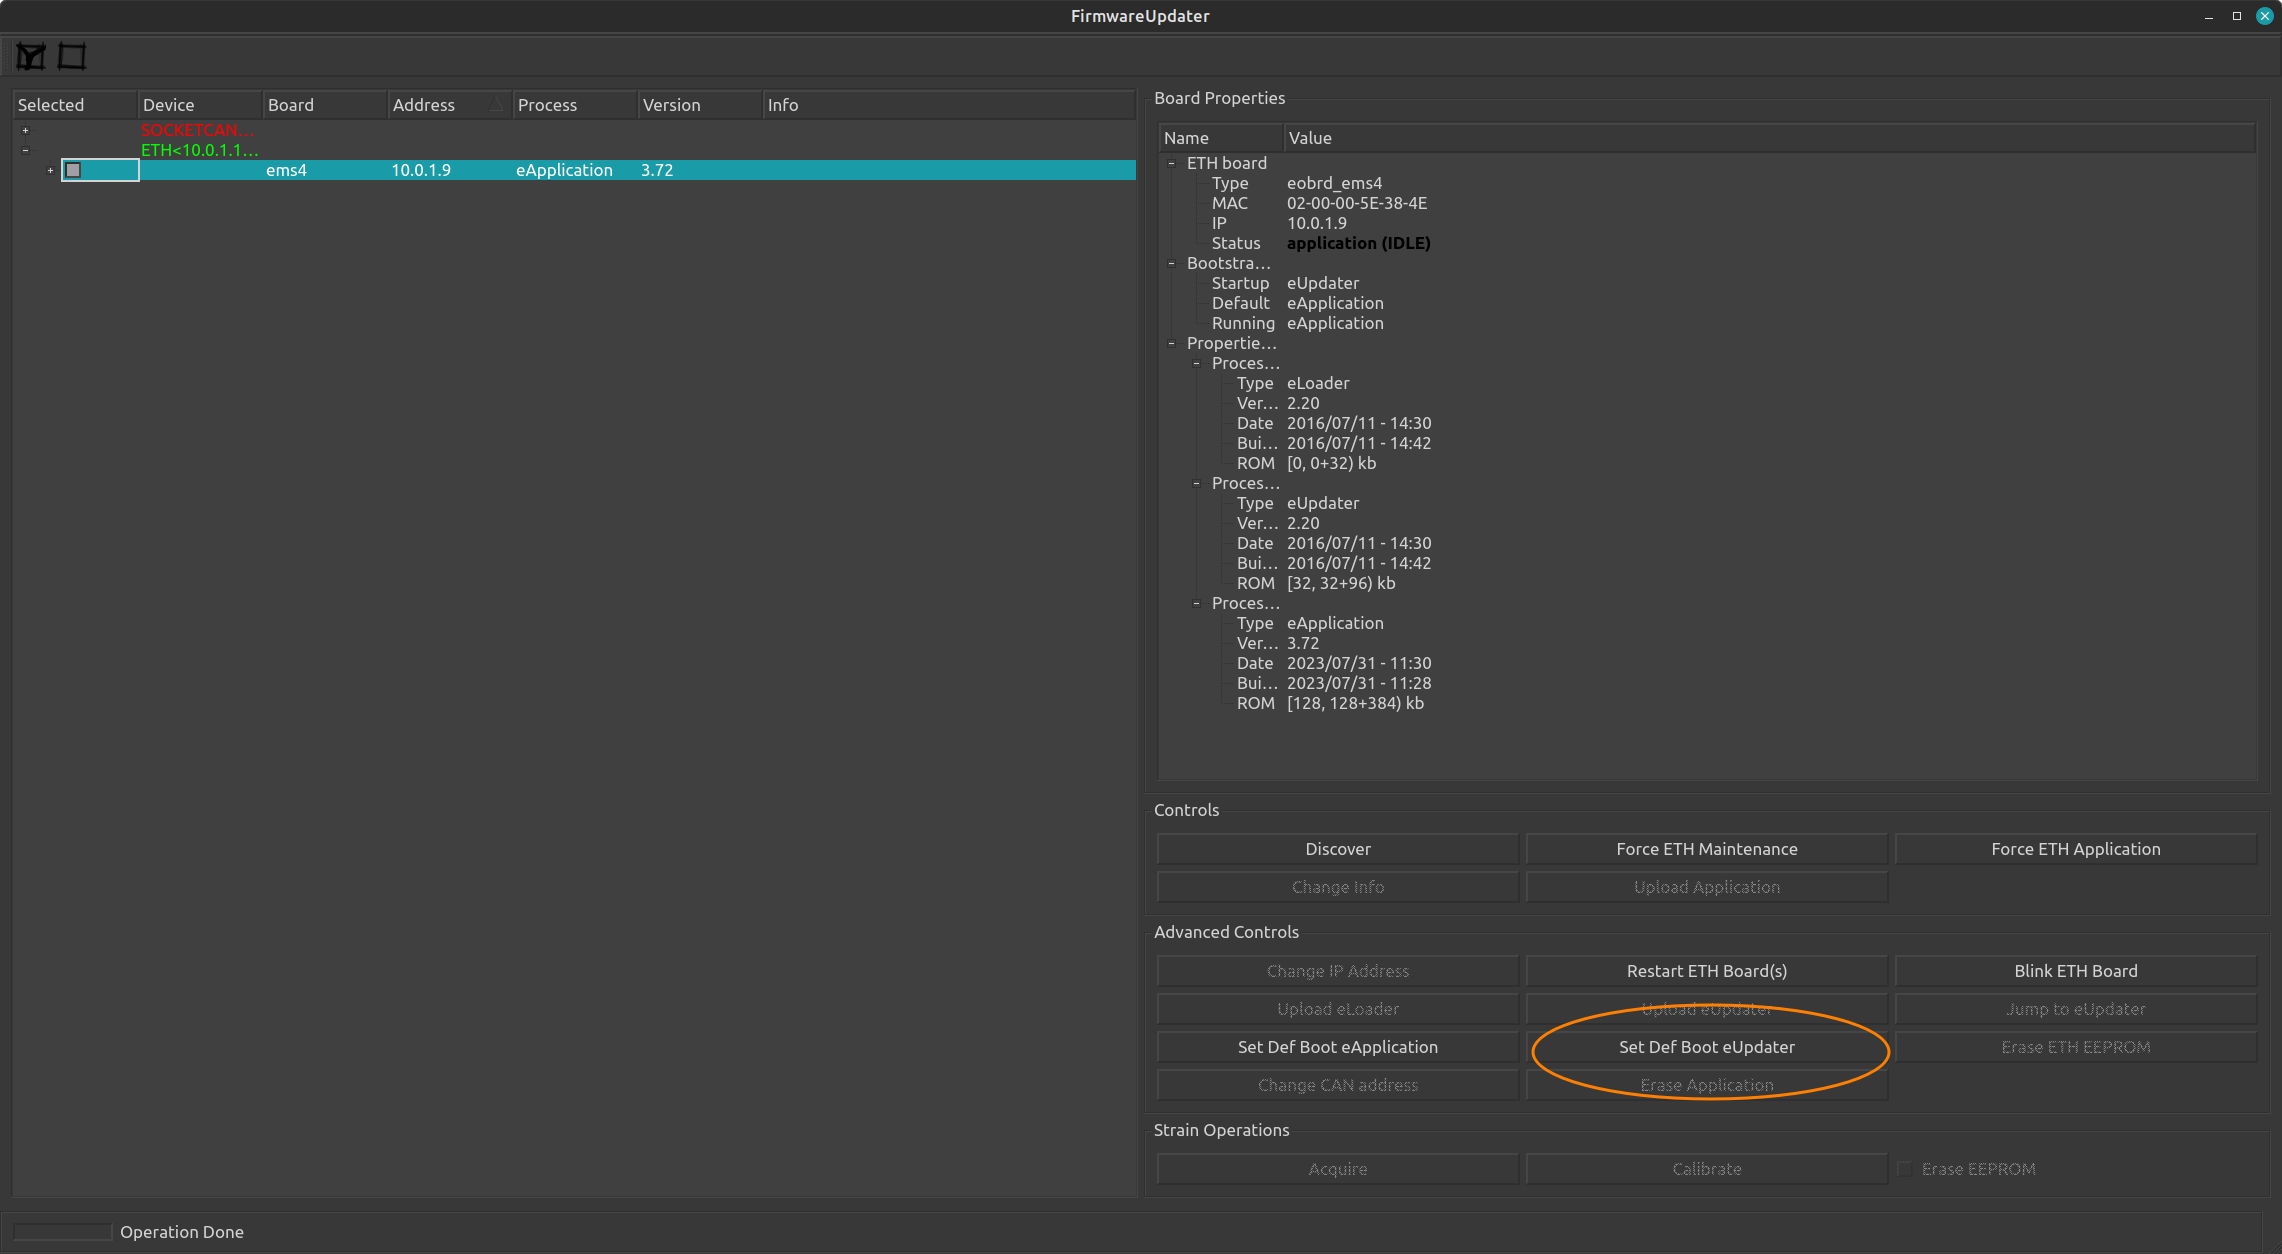 FirmwareUpdater
Selected Device Board Address Process Version Info
SOCKETCAN...
ETH<10.0.1.1...
ems4 10.0.1.9 eApplication 3.72
Board Properties
Name Value
ETH board
Type eobrd_ems4
MAC 02-00-00-5E-38-4E
IP 10.0.1.9
Status application (IDLE)
Bootstra...
Startup eUpdater
Default eApplication
Running eApplication
Propertie...
Proces...
Type eLoader
Ver... 2.20
Date 2016/07/11 - 14:30
Bui... 2016/07/11 - 14:42
ROM [0, 0+32) kb
Proces...
Type eUpdater
Ver... 2.20
Date 2016/07/11 - 14:30
Bui... 2016/07/11 - 14:42
ROM [32, 32+96) kb
Proces...
Type eApplication
Ver... 3.72
Date 2023/07/31 - 11:30
Bui... 2023/07/31 - 11:28
ROM [128, 128+384) kb
Controls
Discover Force ETH Maintenance Force ETH Application
Change Info Upload Application
Advanced Controls
Change IP Address Restart ETH Board(s) Blink ETH Board
Upload eLoader Upload eUpdater Jump to eUpdater
Set Def Boot eApplication Set Def Boot eUpdater Erase ETH EEPROM
Change CAN address Erase Application
Strain Operations
Acquire Calibrate Erase EEPROM
Operation Done